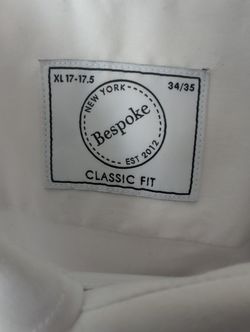 XL 17-17.5 34/35
NEW YORK
Bespoke
EST 2012
CLASSIC FIT